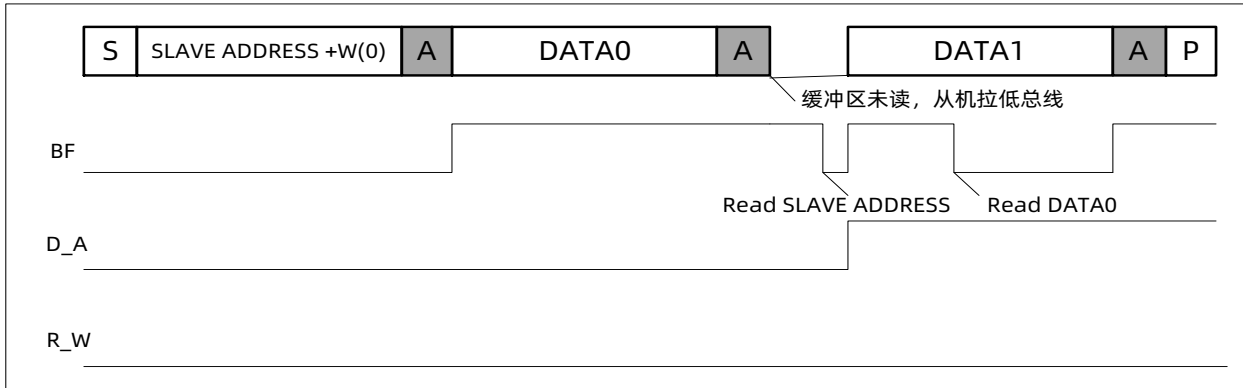 S SLAVE ADDRESS +W(0) A DATA0 A DATA1 A P
缓冲区未读，从机拉低总线
BF
Read SLAVE ADDRESS Read DATA0
D_A
R_W